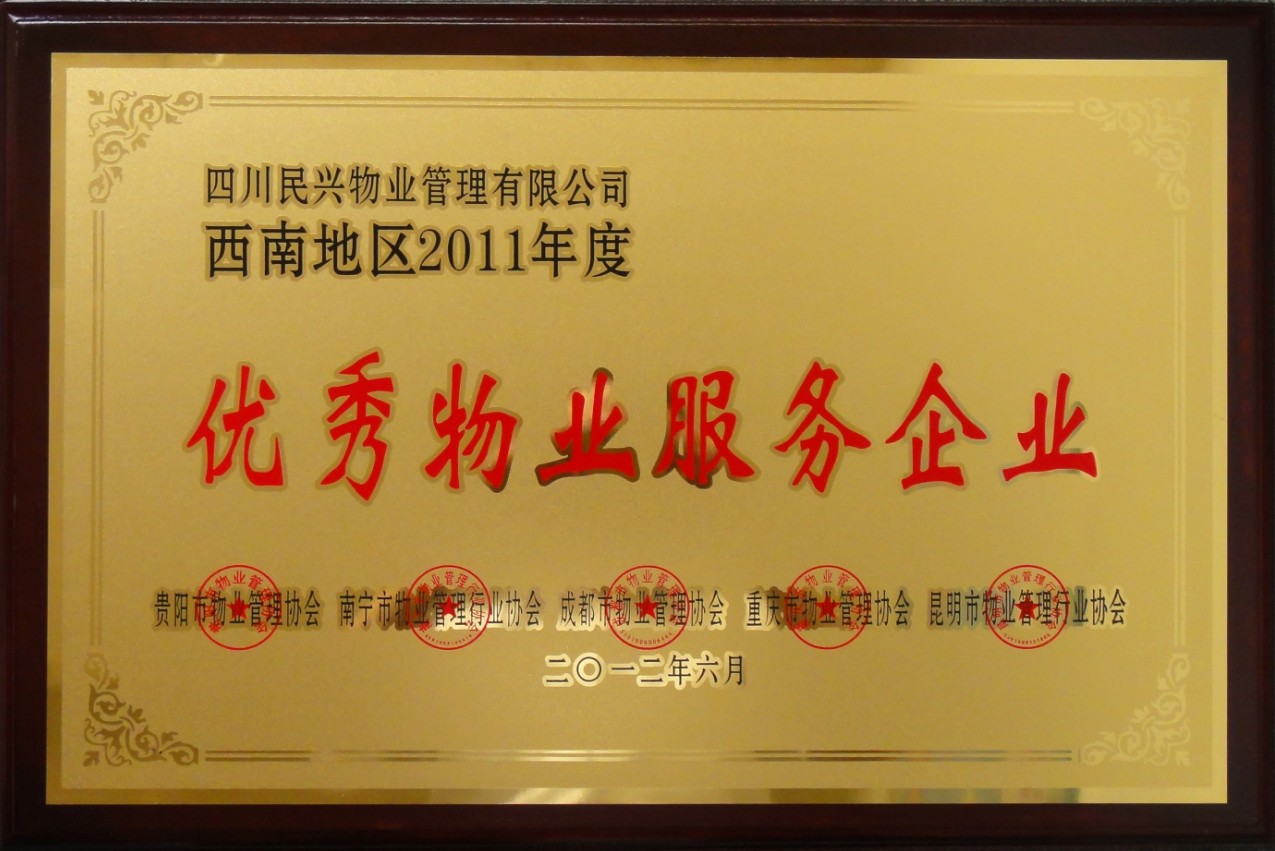 四川民兴物业管理有限公司
西南地区2011年度
优秀物业服务企业
贵阳市物业管理协会 南宁市物业管理行业协会 成都市物业管理协会 重庆市物业管理协会 昆明市物业管理行业协会
二〇一二年六月